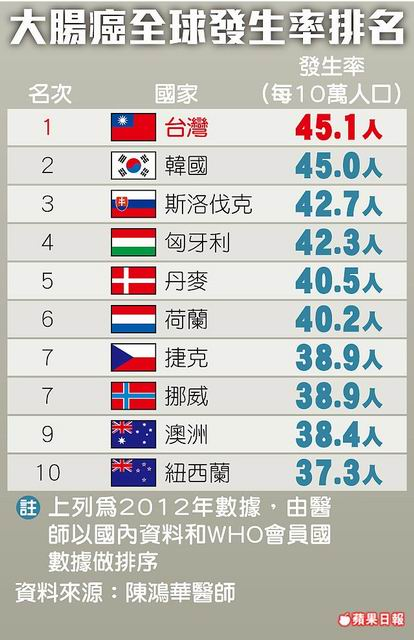 大腸癌全球發生率排名
名次 國家 發生率
(每10萬人口)
1 台灣 45.1人
2 韓國 45.0人
3 斯洛伐克 42.7人
4 匈牙利 42.3人
5 丹麥 40.5人
6 荷蘭 40.2人
7 捷克 38.9人
7 挪威 38.9人
9 澳洲 38.4人
10 紐西蘭 37.3人
註 上列為2012年數據，由醫
師以國內資料和WHO會員國
數據做排序
資料來源：陳鴻華醫師
蘋果日報